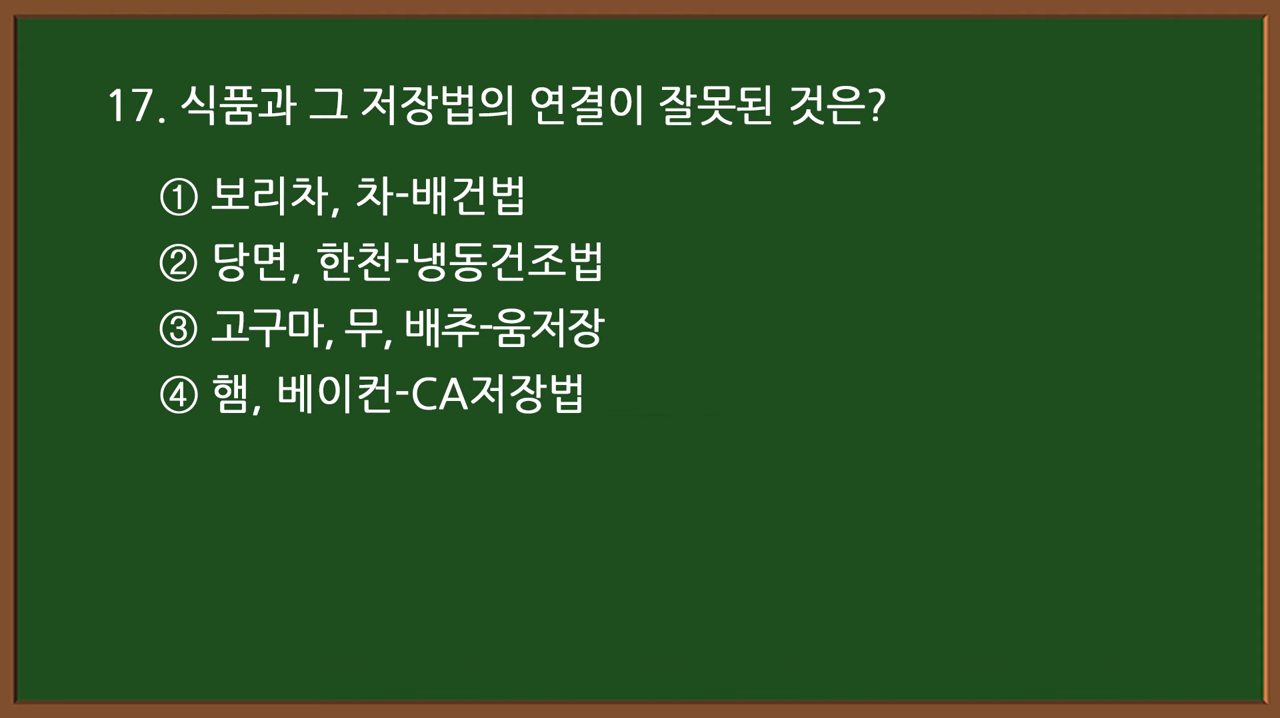 17. 식품과 그 저장법의 연결이 잘못된 것은?
① 보리차, 차-배건법
② 당면, 한천-냉동건조법
③ 고구마, 무, 배추-움저장
④ 햄, 베이컨-CA저장법